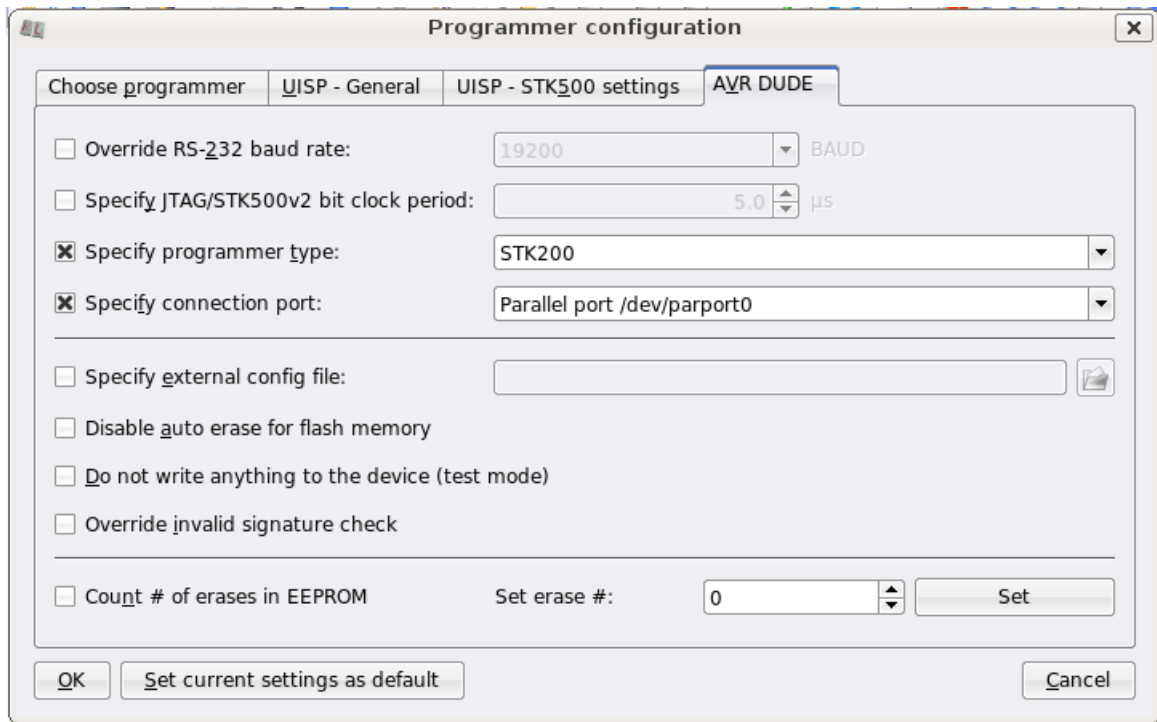 Programmer configuration
Choose programmer UISP - General UISP - STK500 settings AVR DUDE
Override RS-232 baud rate: 19200 BAUD
Specify JTAG/STK500v2 bit clock period: 5.0 µs
Specify programmer type: STK200
Specify connection port: Parallel port /dev/parport0
Specify external config file:
Disable auto erase for flash memory
Do not write anything to the device (test mode)
Override invalid signature check
Count # of erases in EEPROM Set erase #: 0 Set
OK Set current settings as default Cancel